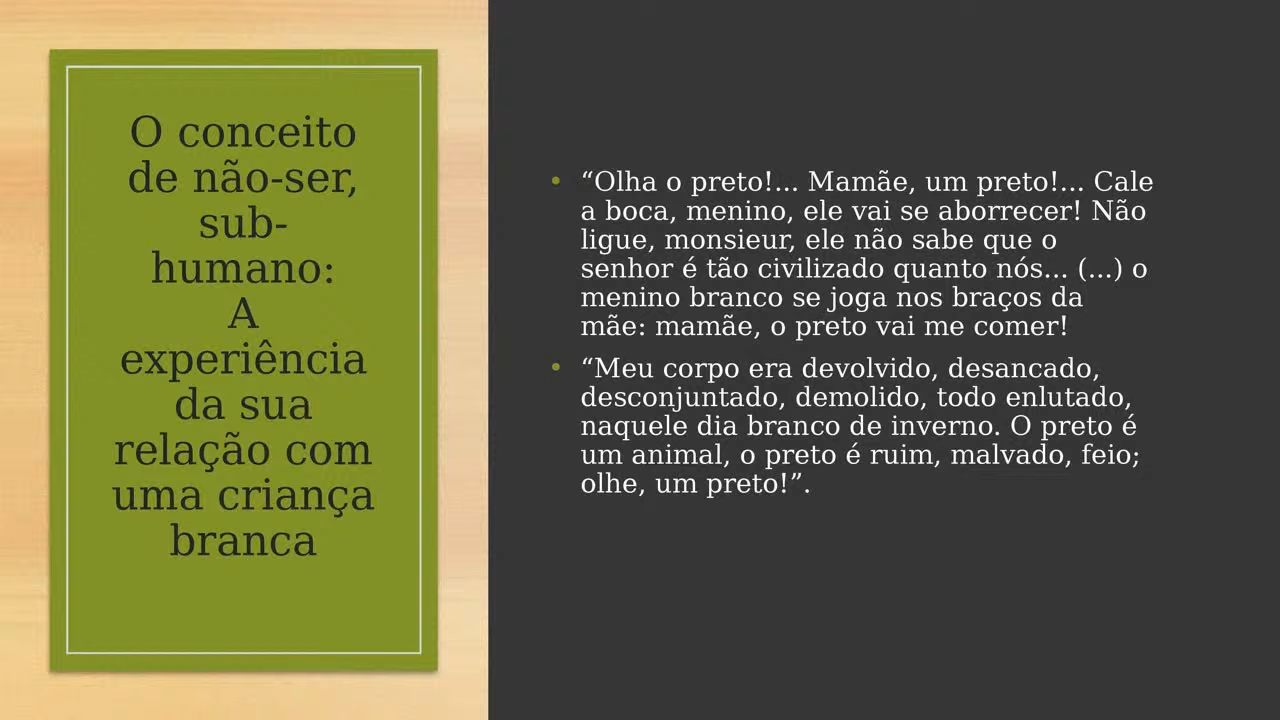 O conceito
de não-ser,
sub-
humano:
A
experiência
da sua
relação com
uma criança
branca
• “Olha o preto!... Mamãe, um preto!... Cale
a boca, menino, ele vai se aborrecer! Não
ligue, monsieur, ele não sabe que o
senhor é tão civilizado quanto nós... (...) o
menino branco se joga nos braços da
mãe: mamãe, o preto vai me comer!
• “Meu corpo era devolvido, desancado,
desconjuntado, demolido, todo enlutado,
naquele dia branco de inverno. O preto é
um animal, o preto é ruim, malvado, feio;
olhe, um preto!”.